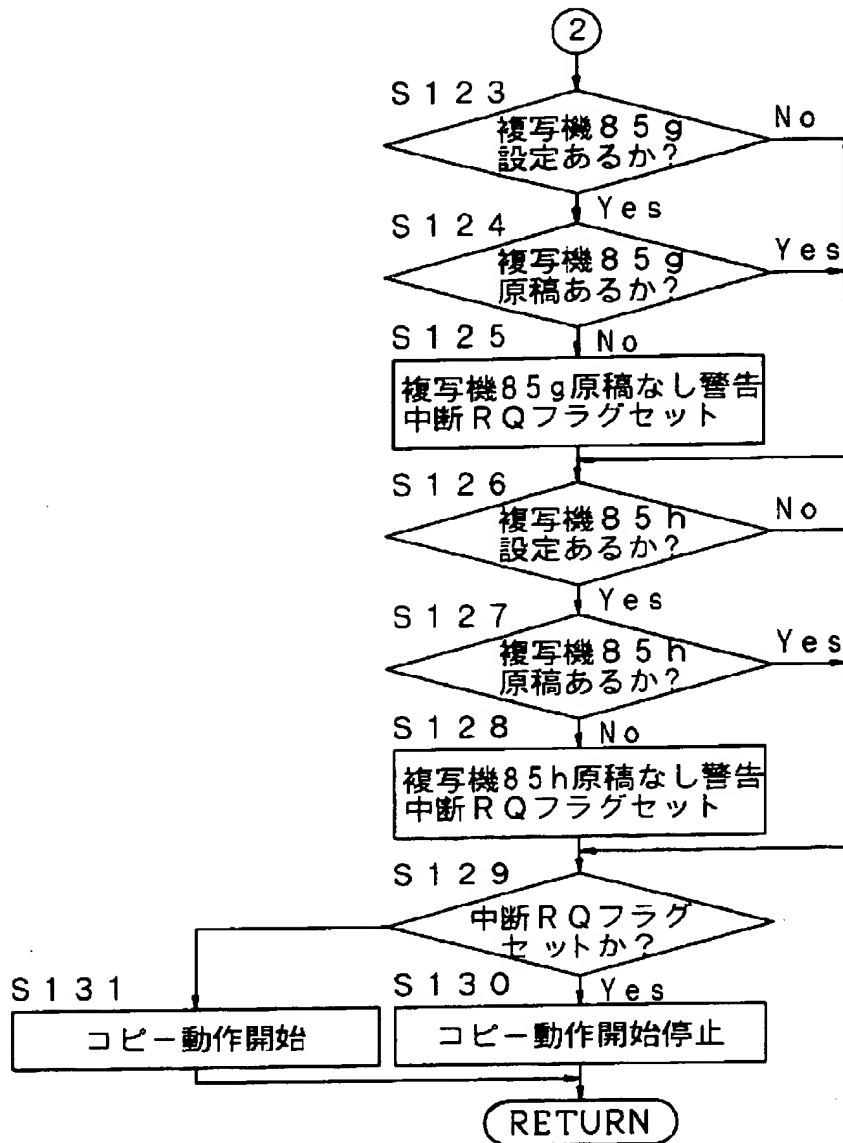 2
S123
複写機85g
設定あるか?
No
Yes
S124
複写機85g
原稿あるか?
Yes
No
S125
複写機85g原稿なし警告
中断RQフラグセット
S126
複写機85h
設定あるか?
No
Yes
S127
複写機85h
原稿あるか?
Yes
No
S128
複写機85h原稿なし警告
中断RQフラグセット
S129
中断RQフラグ
セットか?
Yes
S131
コピー動作開始
S130
コピー動作開始停止
RETURN